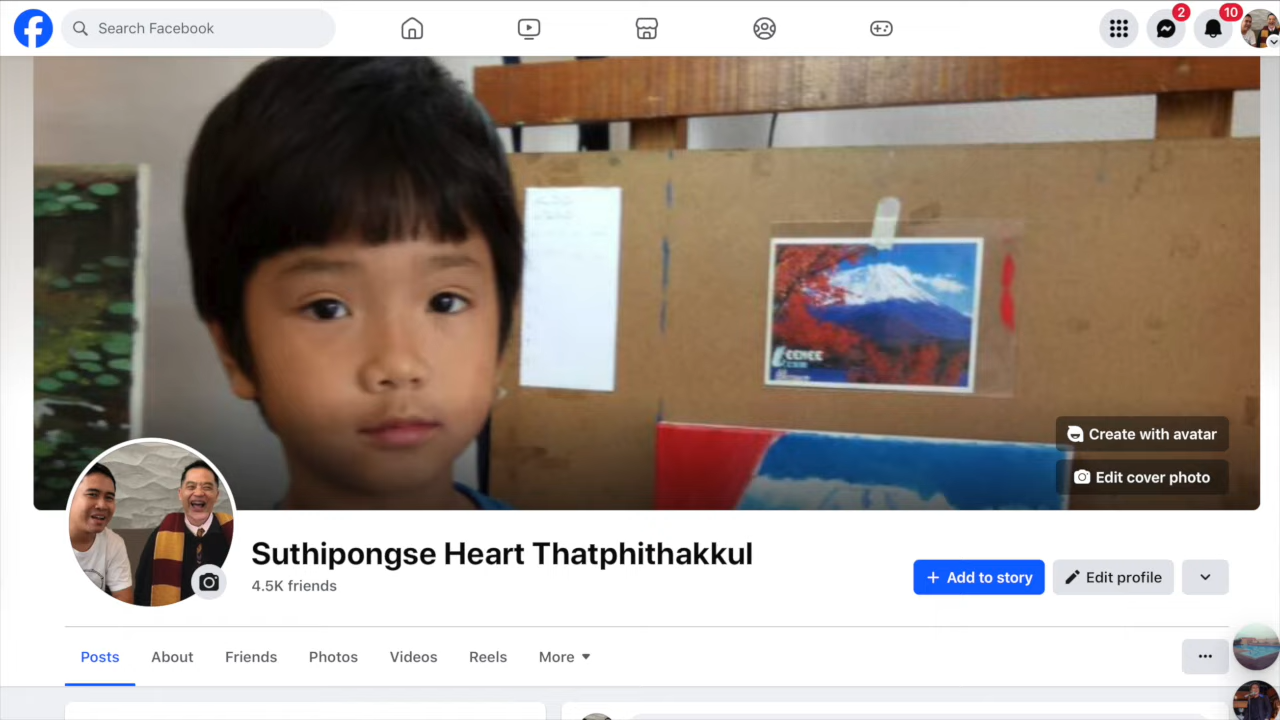 Search Facebook
2
10
Create with avatar
Edit cover photo
Suthipongse Heart Thatphithakkul
4.5K friends
+ Add to story
Edit profile
Posts
About
Friends
Photos
Videos
Reels
More